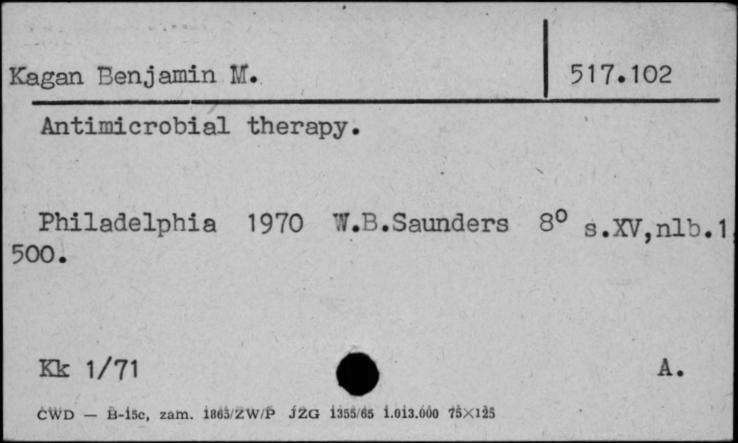 Kagan Benjamin M.
517.102
Antimicrobial therapy.
Philadelphia 1970 W.B.Saunders 8° s.XV,nlb.1,
500.
Kk 1/71
A.
CWD — B-15c, zam. 1865/ZW/P JZG 1355/65 1.013.000 75×125